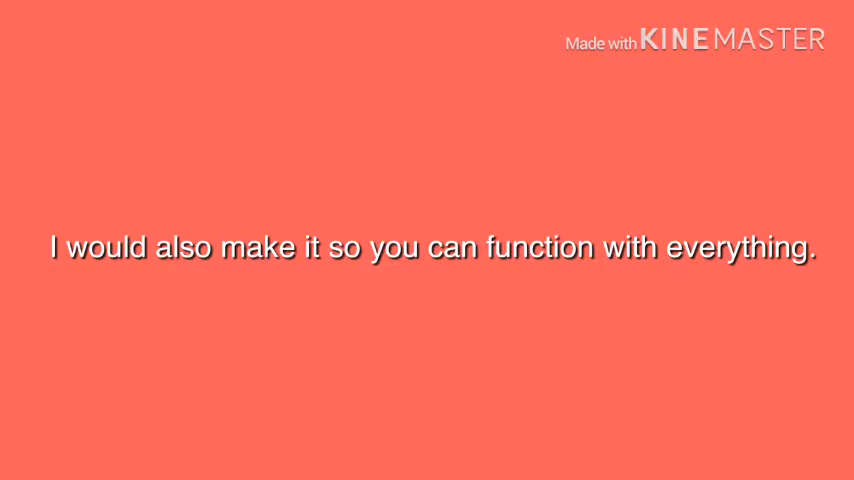 Made with KINEMASTER
I would also make it so you can function with everything.